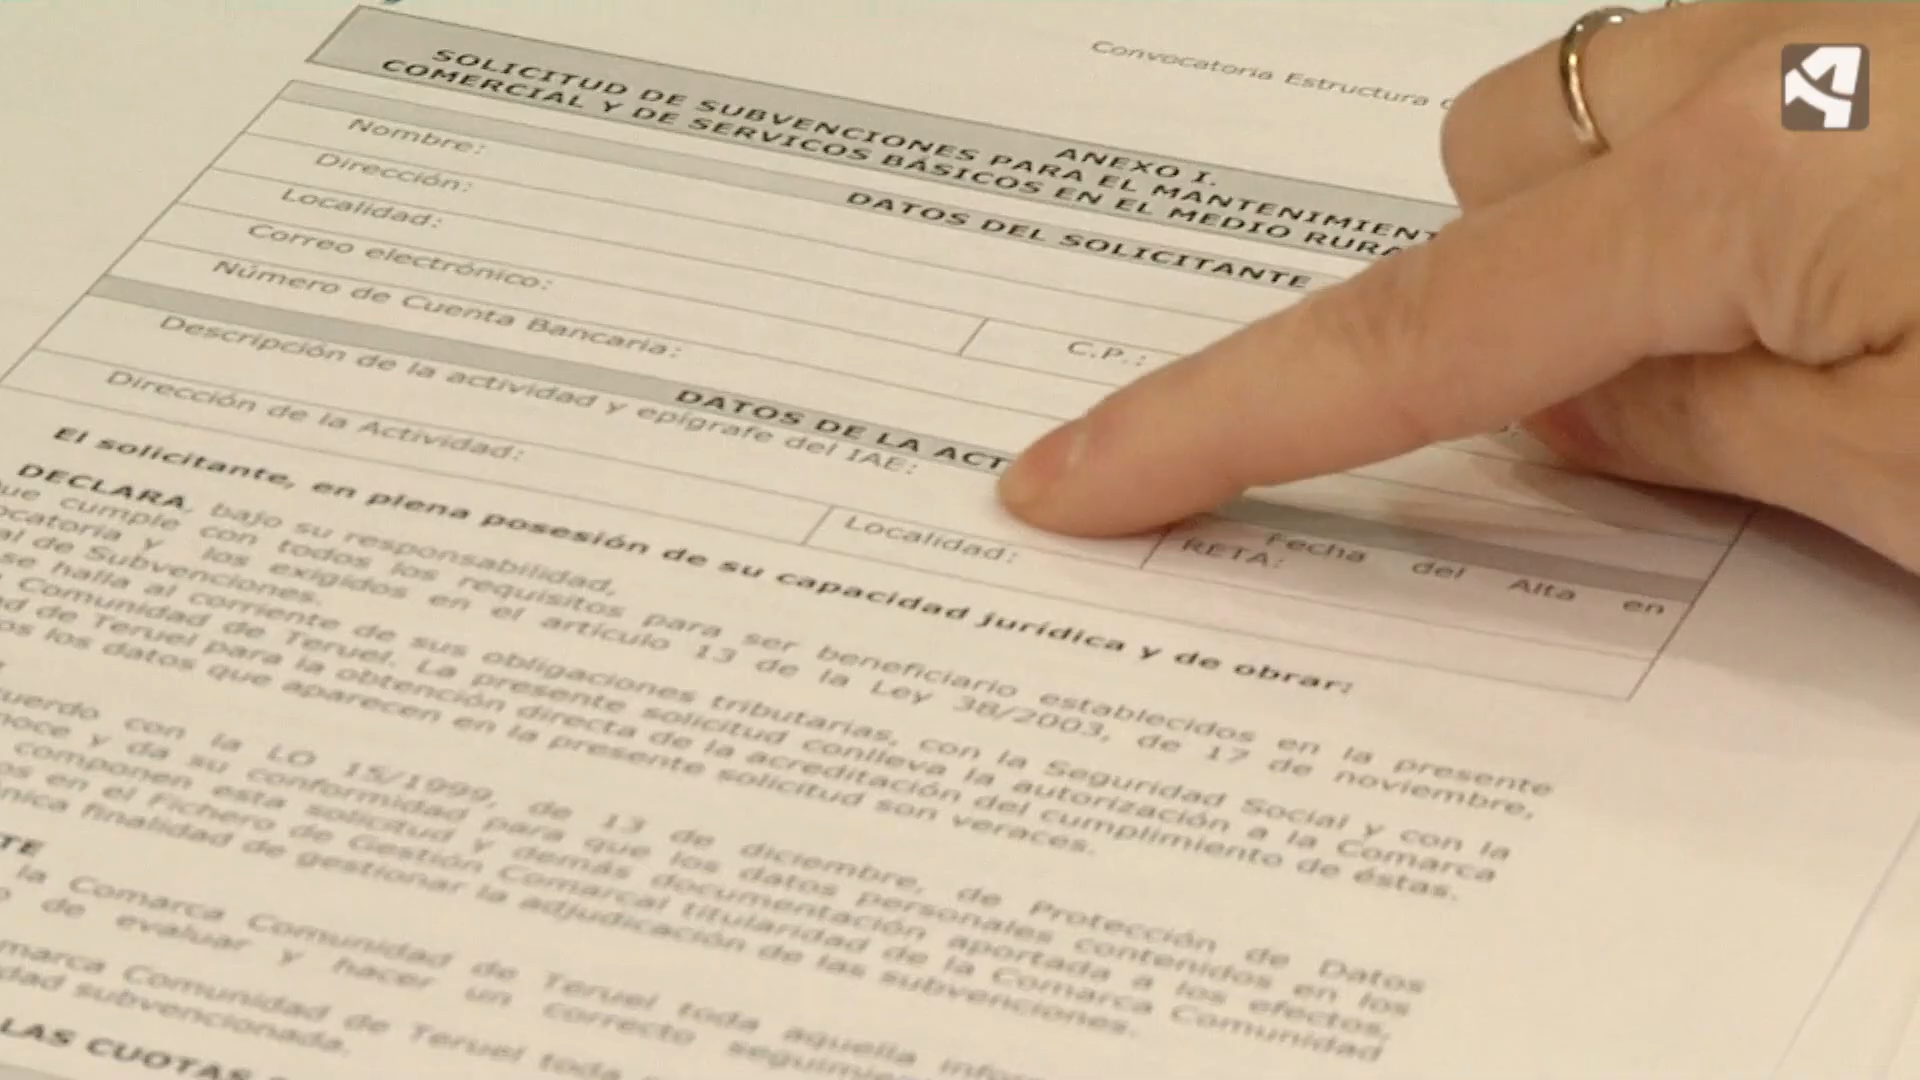 Convocatoria Estructura
ANEXO I.
SOLICITUD DE SUBVENCIONES PARA EL MANTENIMIENT
COMERCIAL Y DE SERVICOS BÁSICOS EN EL MEDIO RURA
DATOS DEL SOLICITANTE
Nombre:
Dirección:
Localidad:
C.P.:
Correo electrónico:
Número de Cuenta Bancaria:
DATOS DE LA ACT
Descripción de la actividad y epígrafe del IAE:
Dirección de la Actividad:
Localidad:
Fecha del Alta en
RETA:
El solicitante, en plena posesión de su capacidad jurídica y de obrar:
DECLARA, bajo su responsabilidad,
ue cumple con todos los requisitos para ser beneficiario establecidos en la presente
ocatoria y los exigidos en el artículo 13 de la Ley 38/2003, de 17 de noviembre,
al de Subvenciones.
se halla al corriente de sus obligaciones tributarias, con la Seguridad Social y con la
Comunidad de Teruel. La presente solicitud conlleva la autorización a la Comarca
d de Teruel para la obtención directa de la acreditación del cumplimiento de éstas.
os los datos que aparecen en la presente solicitud son veraces.
uerdo con la LO 15/1999, de 13 de diciembre, de Protección de Datos
noce y da su conformidad para que los datos personales contenidos en los
componen esta solicitud y demás documentación aportada a los efectos,
os en el Fichero de Gestión Comarcal titularidad de la Comarca Comunidad
nica finalidad de gestionar la adjudicación de las subvenciones.
TE
la Comarca Comunidad de Teruel toda aquella infor
de evaluar y hacer un correcto seguimie
marca Comunidad de Teruel toda
dad subvencionada.
LAS CUOTAS